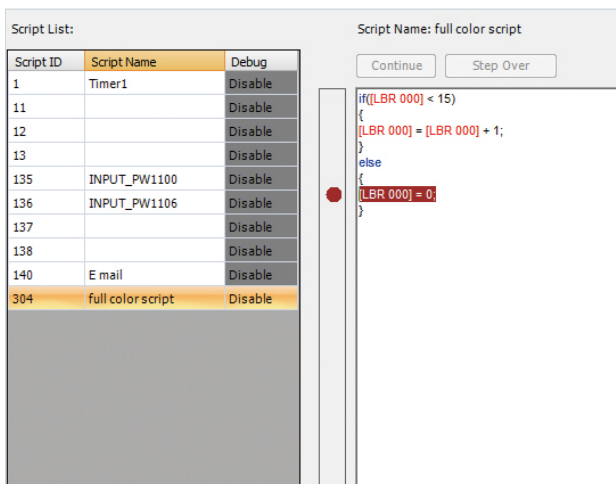 Script List:
Script Name: full color script
Script ID Script Name Debug
1 Timer1 Disable
11 Disable
12 Disable
13 Disable
135 INPUT_PW1100 Disable
136 INPUT_PW1106 Disable
137 Disable
138 Disable
140 E mail Disable
304 full color script Disable
Continue Step Over
if([LBR 000] < 15)
{
[LBR 000] = [LBR 000] + 1;
}
else
{
[LBR 000] = 0;
}